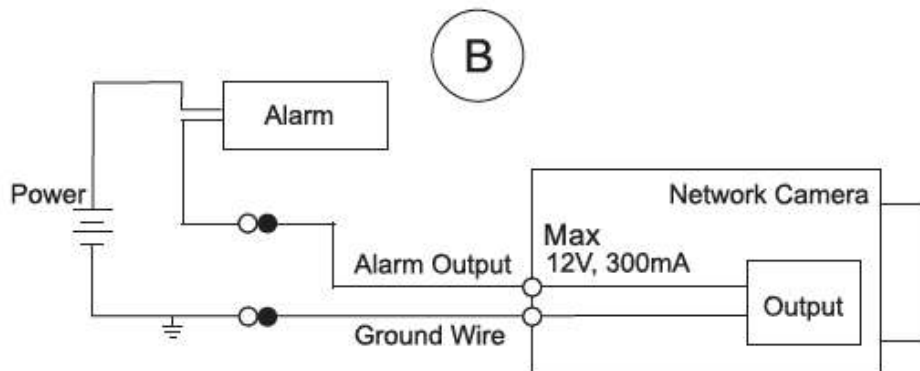 B
Alarm
Power
Network Camera
Max
12V, 300mA
Alarm Output
Output
Ground Wire